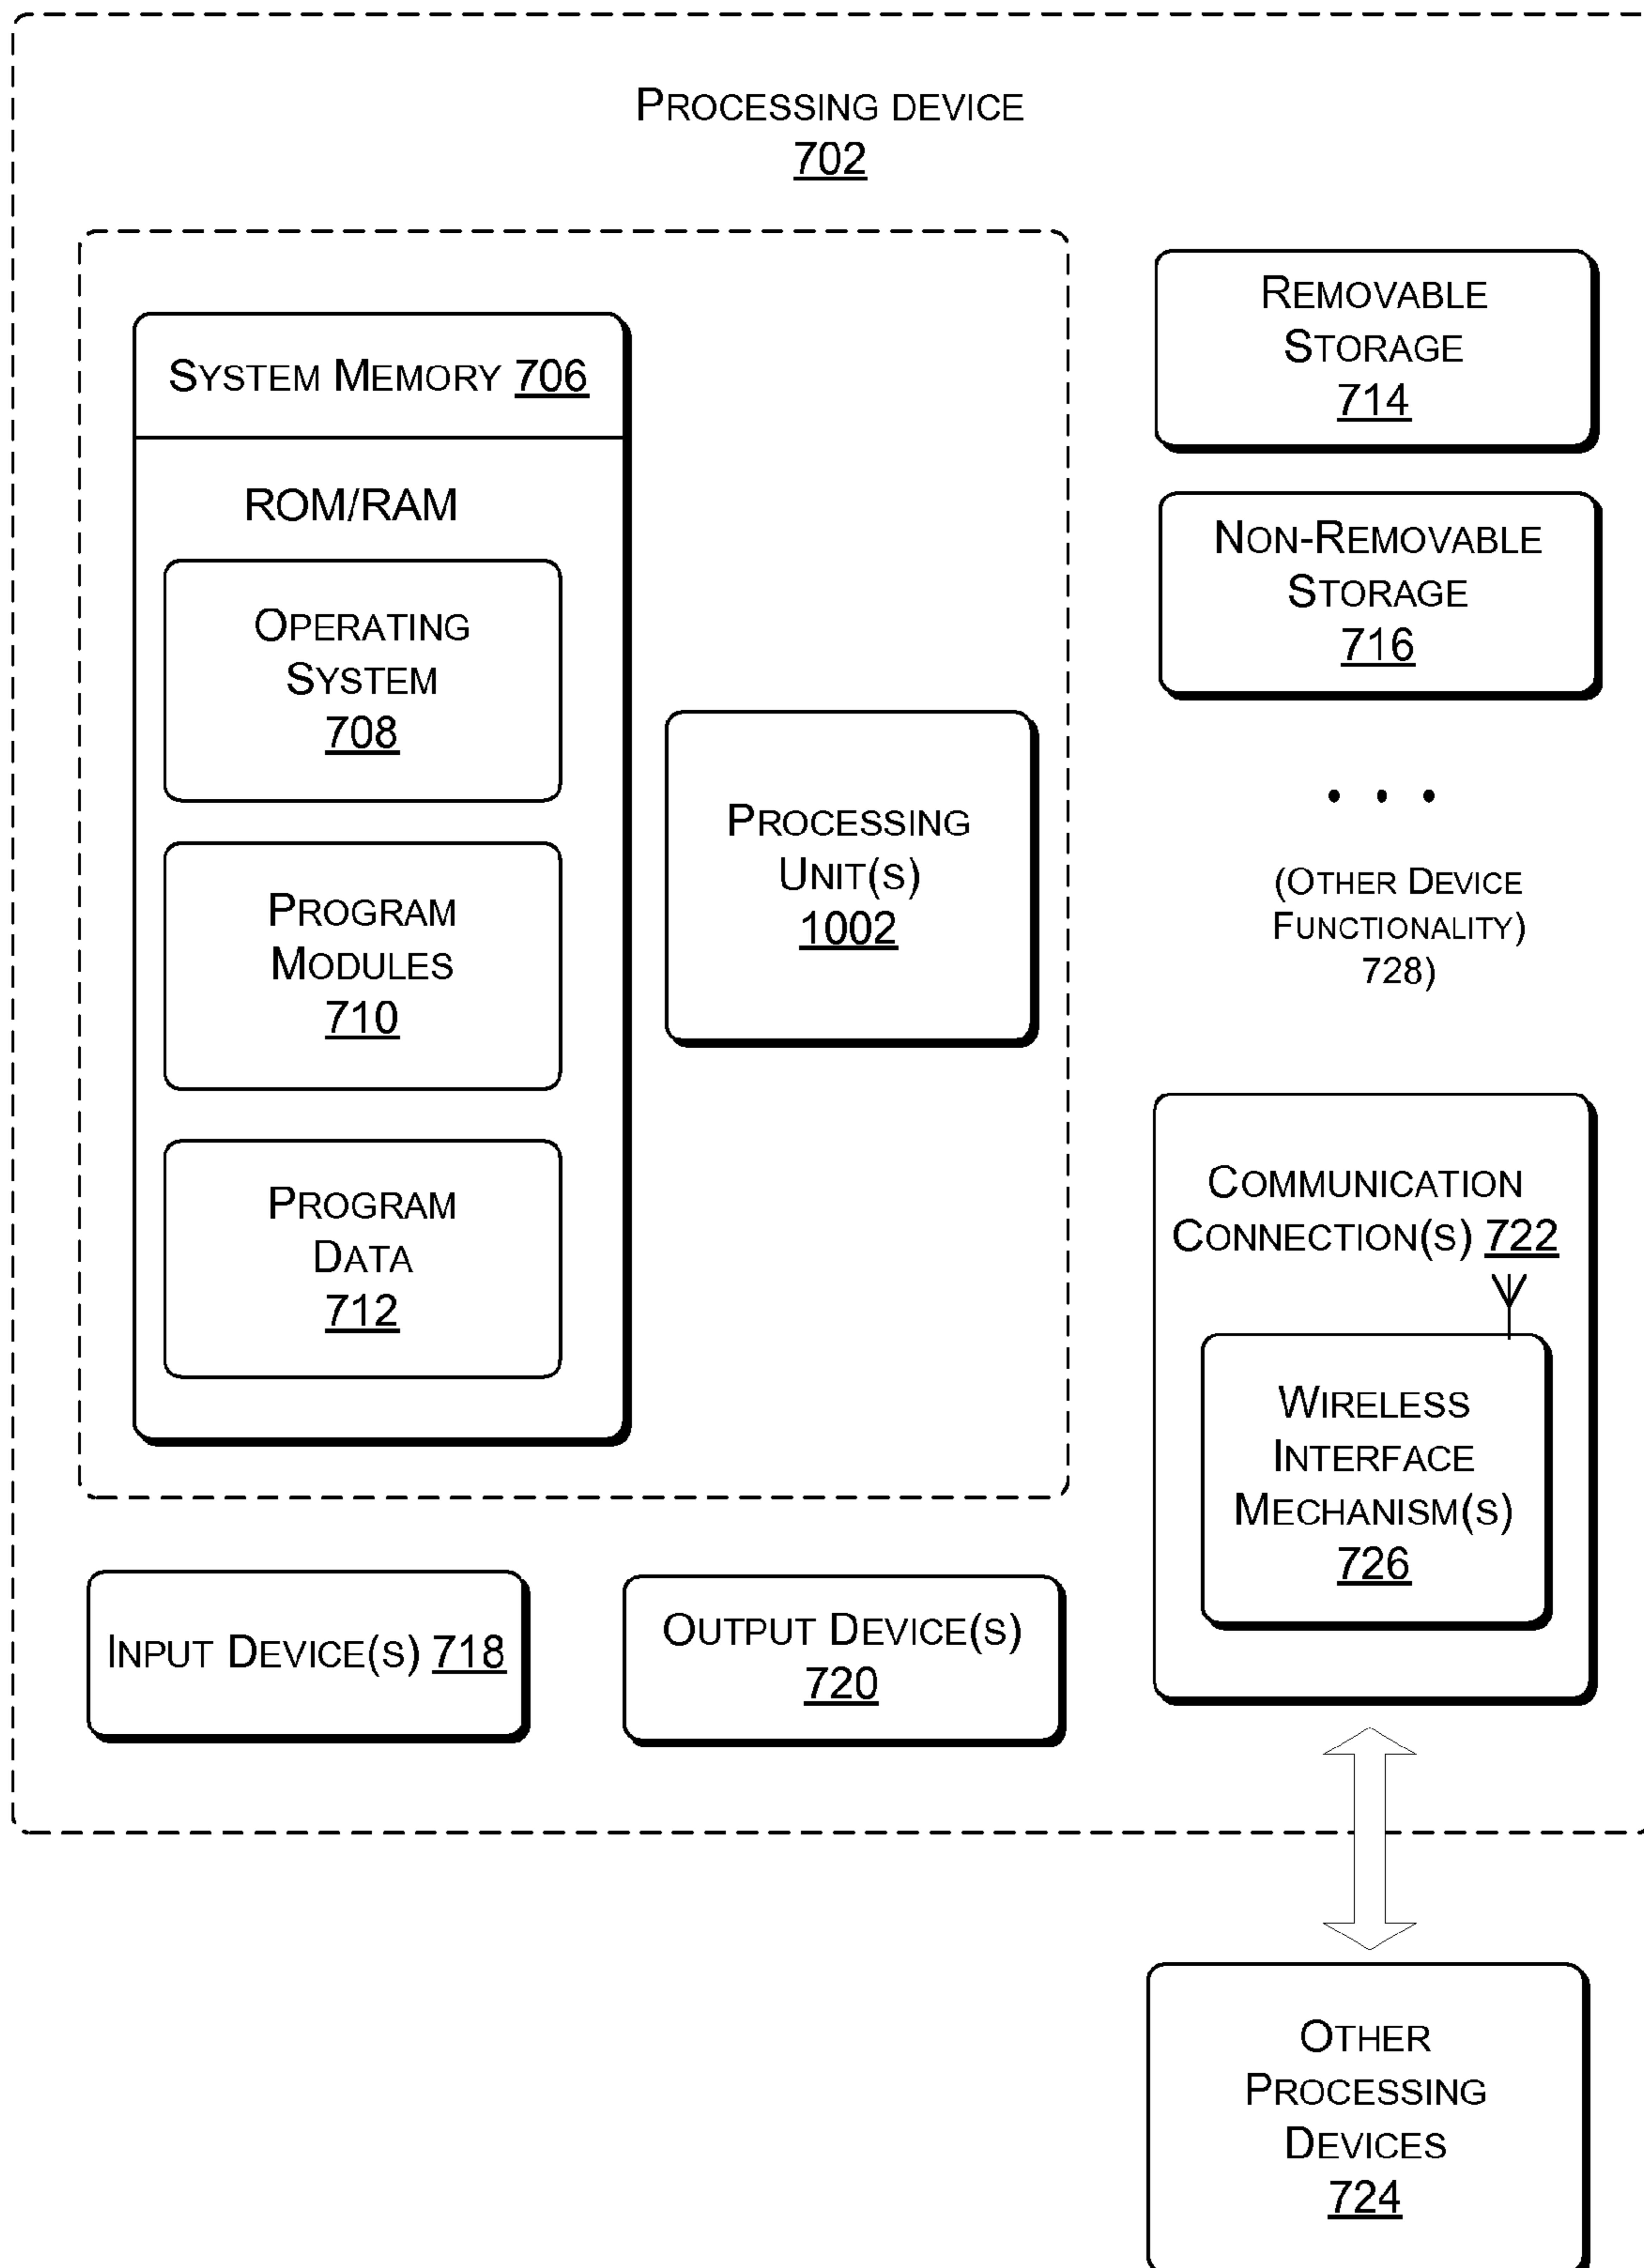 PROCESSING DEVICE
702
SYSTEM MEMORY 706
ROM/RAM
OPERATING
SYSTEM
708
PROGRAM
MODULES
710
PROGRAM
DATA
712
PROCESSING
UNIT(S)
1002
REMOVABLE
STORAGE
714
NON-REMOVABLE
STORAGE
716
• • •
(OTHER DEVICE
FUNCTIONALITY)
728)
COMMUNICATION
CONNECTION(S) 722
WIRELESS
INTERFACE
MECHANISM(S)
726
INPUT DEVICE(S) 718
OUTPUT DEVICE(S)
720
OTHER
PROCESSING
DEVICES
724